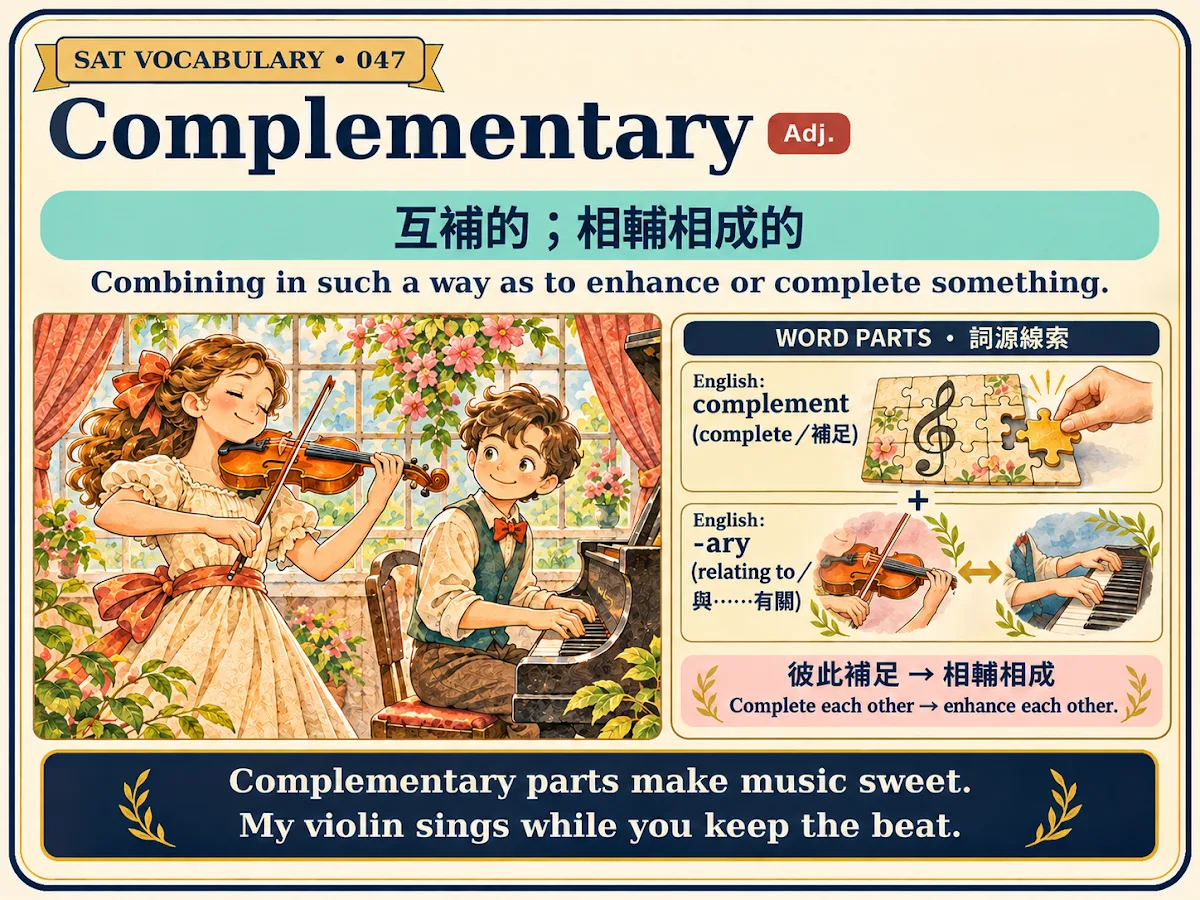 SAT VOCABULARY • 047
Complementary Adj.
互補的；相輔相成的
Combining in such a way as to enhance or complete something.
WORD PARTS • 詞源線索
English:
complement
(complete／補足)
+
English:
-ary
(relating to／
與……有關)
彼此補足 → 相輔相成
Complete each other → enhance each other.
Complementary parts make music sweet.
My violin sings while you keep the beat.